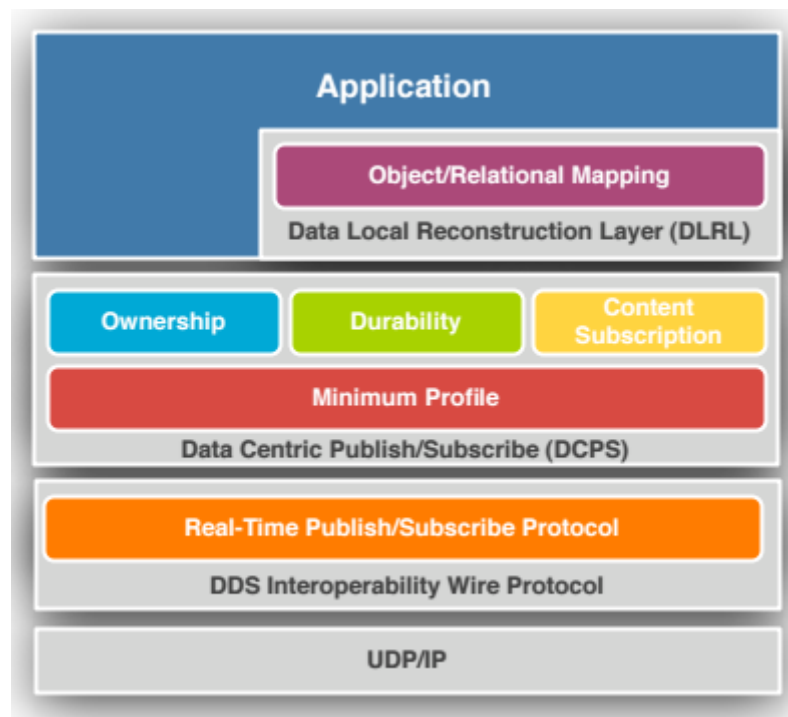 Application
Object/Relational Mapping
Data Local Reconstruction Layer (DLRL)
Ownership
Durability
Content
Subscription
Minimum Profile
Data Centric Publish/Subscribe (DCPS)
Real-Time Publish/Subscribe Protocol
DDS Interoperability Wire Protocol
UDP/IP